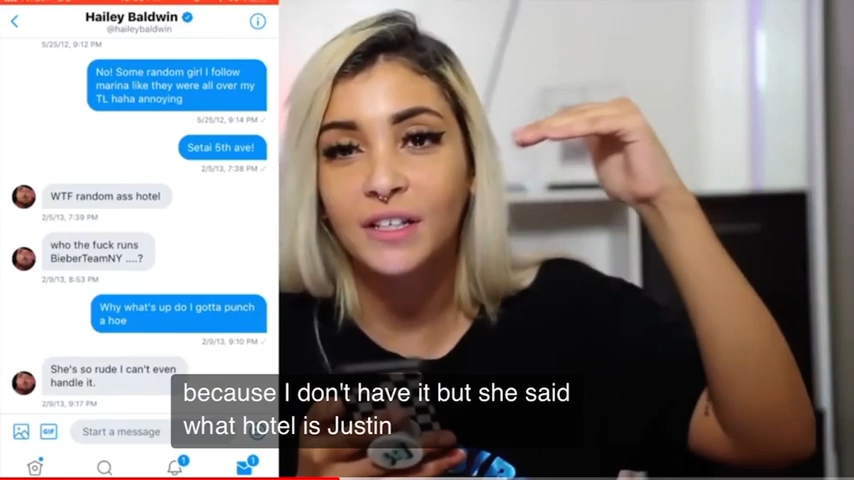 Hailey Baldwin
@haileybaldwin
5/25/12, 9:12 PM
No! Some random girl I follow
marina like they were all over my
TL haha annoying
5/25/12, 9:14 PM
Setai 5th ave!
2/5/13, 7:38 PM
WTF random ass hotel
2/5/13, 7:39 PM
who the fuck runs
BieberTeamNY ....?
2/9/13, 8:53 PM
Why what's up do I gotta punch
a hoe
2/9/13, 9:10 PM
She's so rude I can't even
handle it.
2/9/13, 9:17 PM
GIF
Start a message
1
1
because I don't have it but she said
what hotel is Justin